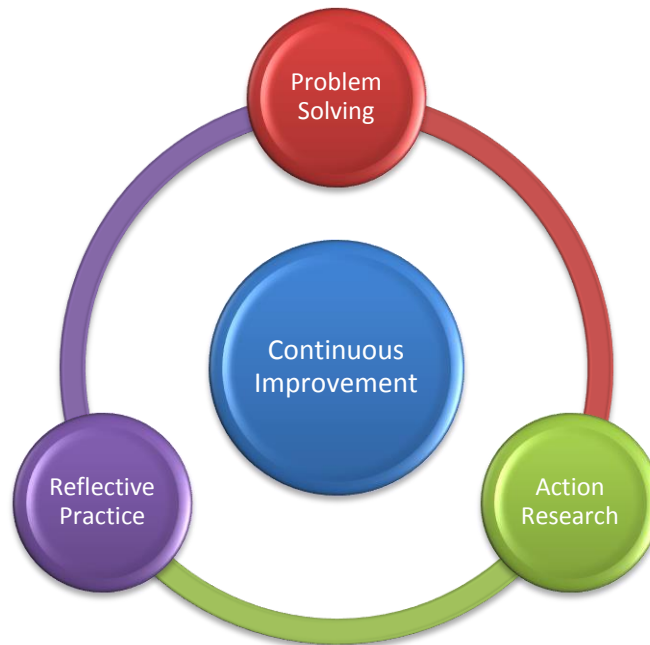 Problem
Solving
Continuous
Improvement
Reflective
Practice
Action
Research